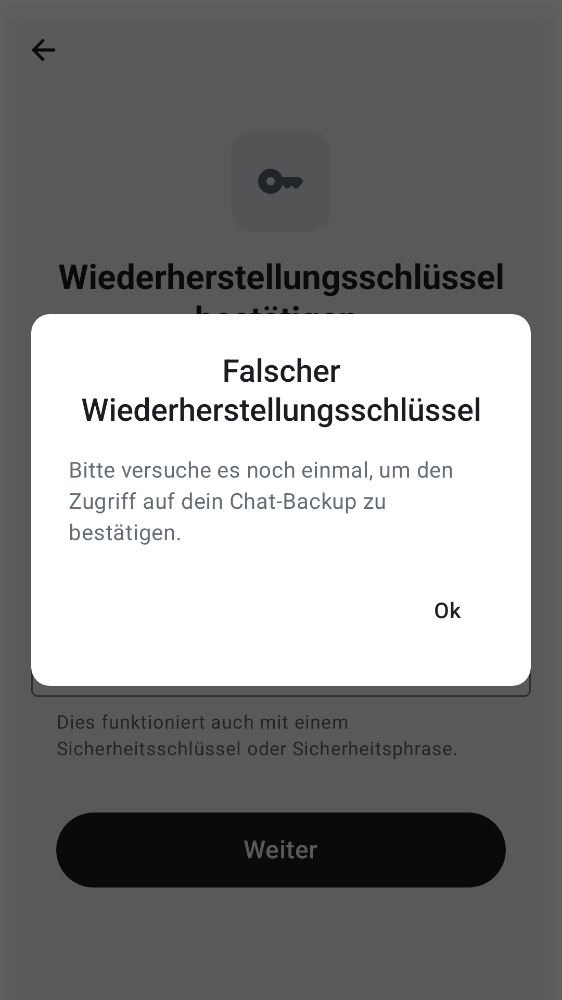 Wiederherstellungsschlüssel
bestätigen
Falscher
Wiederherstellungsschlüssel
Bitte versuche es noch einmal, um den
Zugriff auf dein Chat-Backup zu
bestätigen.
Ok
Dies funktioniert auch mit einem
Sicherheitsschlüssel oder Sicherheitsphrase.
Weiter